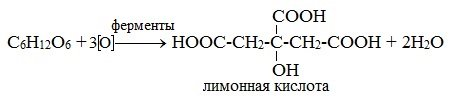 COOH
ферменты
C6H12O6 + 3[O] → HOOC-CH2-C-CH2-COOH + 2H2O
OH
лимонная кислота